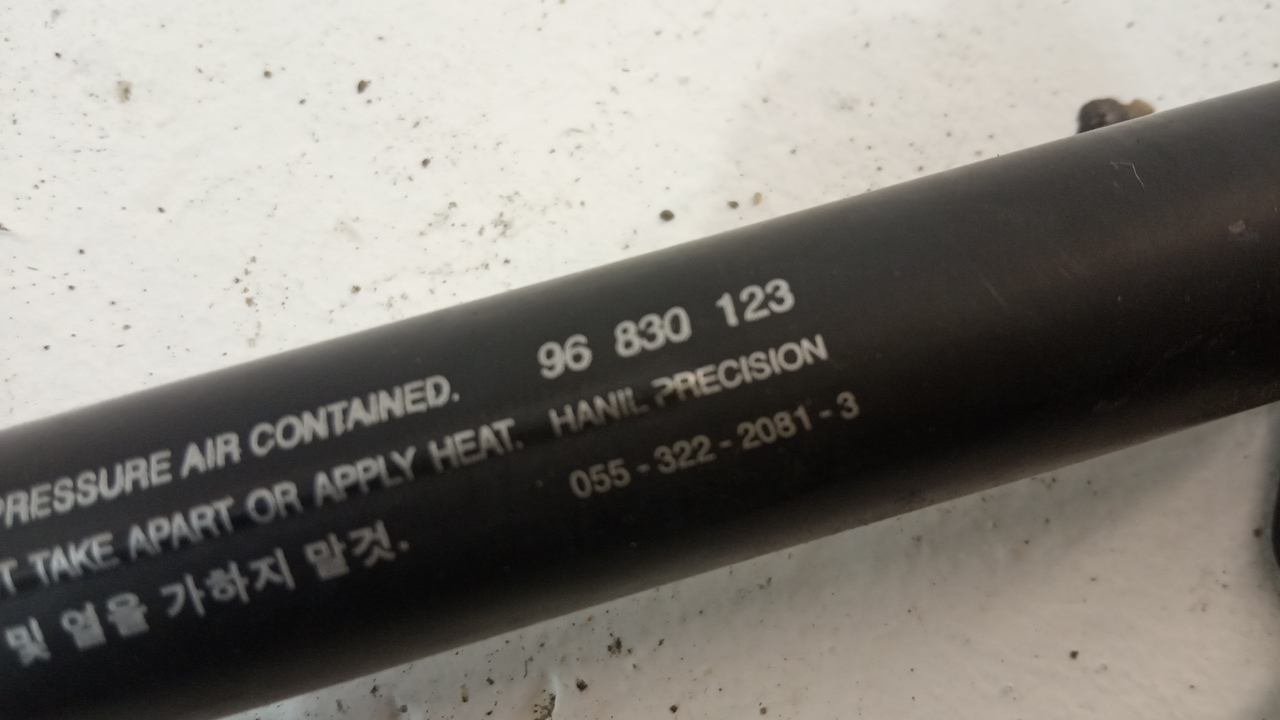 PRESSURE AIR CONTAINED. 96 830 123
TAKE APART OR APPLY HEAT. HANIL PRECISION
및 열을 가하지 말것. 055-322-2081-3